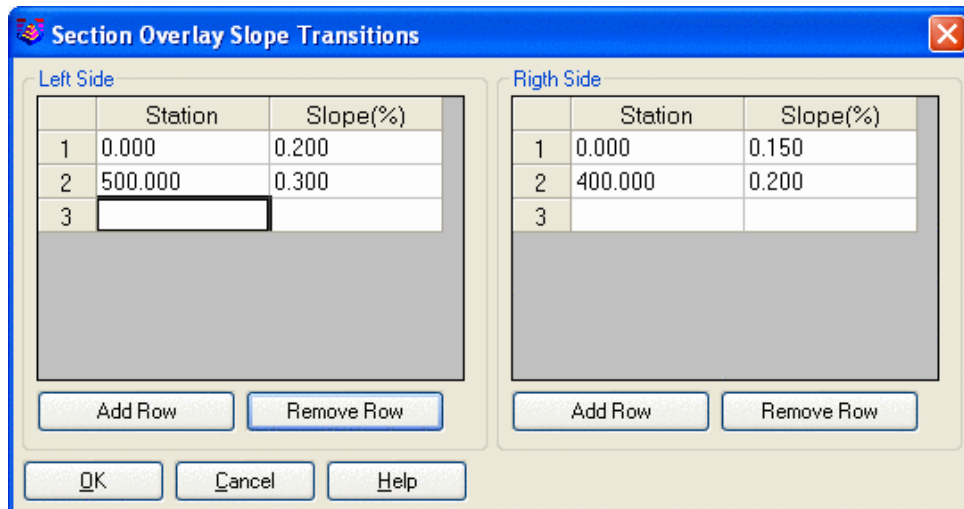 Section Overlay Slope Transitions
Left Side
Station Slope(%)
1 0.000 0.200
2 500.000 0.300
3
Add Row Remove Row
Rigth Side
Station Slope(%)
1 0.000 0.150
2 400.000 0.200
3
Add Row Remove Row
OK Cancel Help